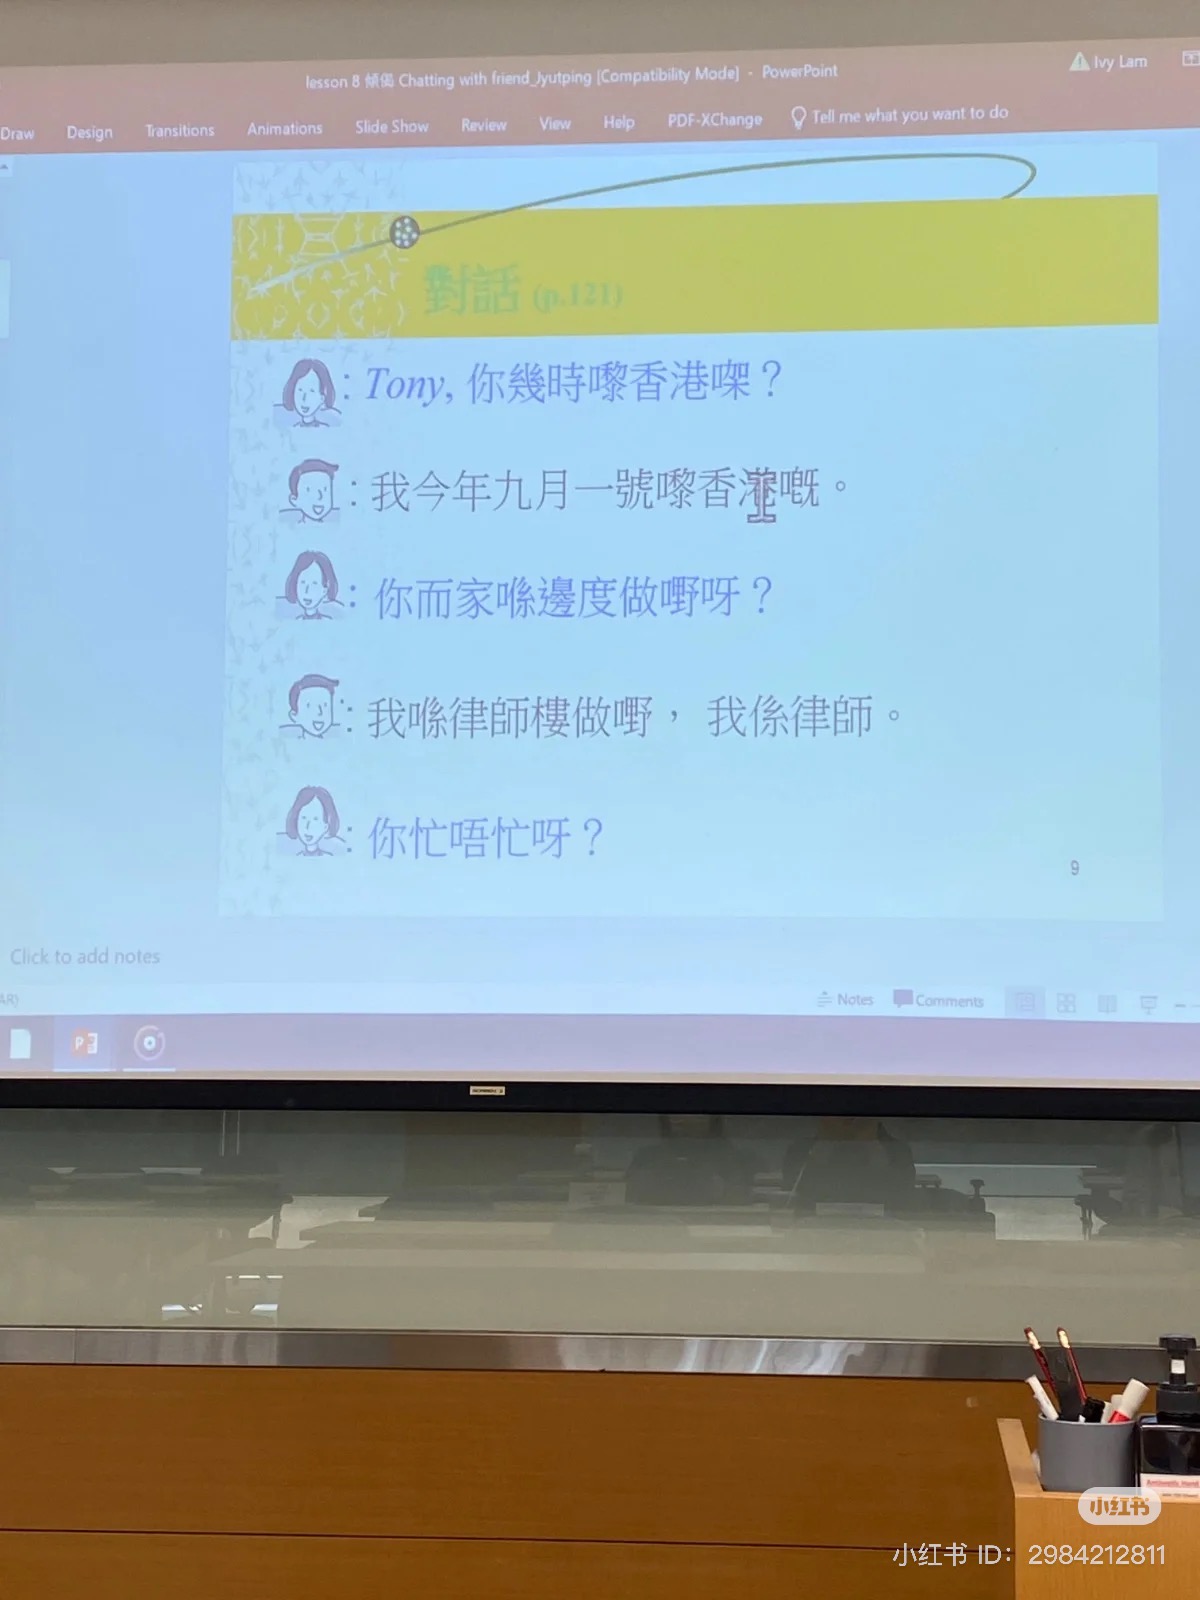 lesson 8 傾偈 Chatting with friend_Jyutping [Compatibility Mode] - PowerPoint
Ivy Lam
Draw Design Transitions Animations Slide Show Review View Help PDF-XChange Tell me what you want to do
對話 (p.121)
: Tony, 你幾時嚟香港㗎？
: 我今年九月一號嚟香港嘅。
: 你而家喺邊度做嘢呀？
: 我喺律師樓做嘢， 我係律師。
: 你忙唔忙呀？
9
Click to add notes
AR)
Notes Comments
小红书
小红书 ID: 2984212811